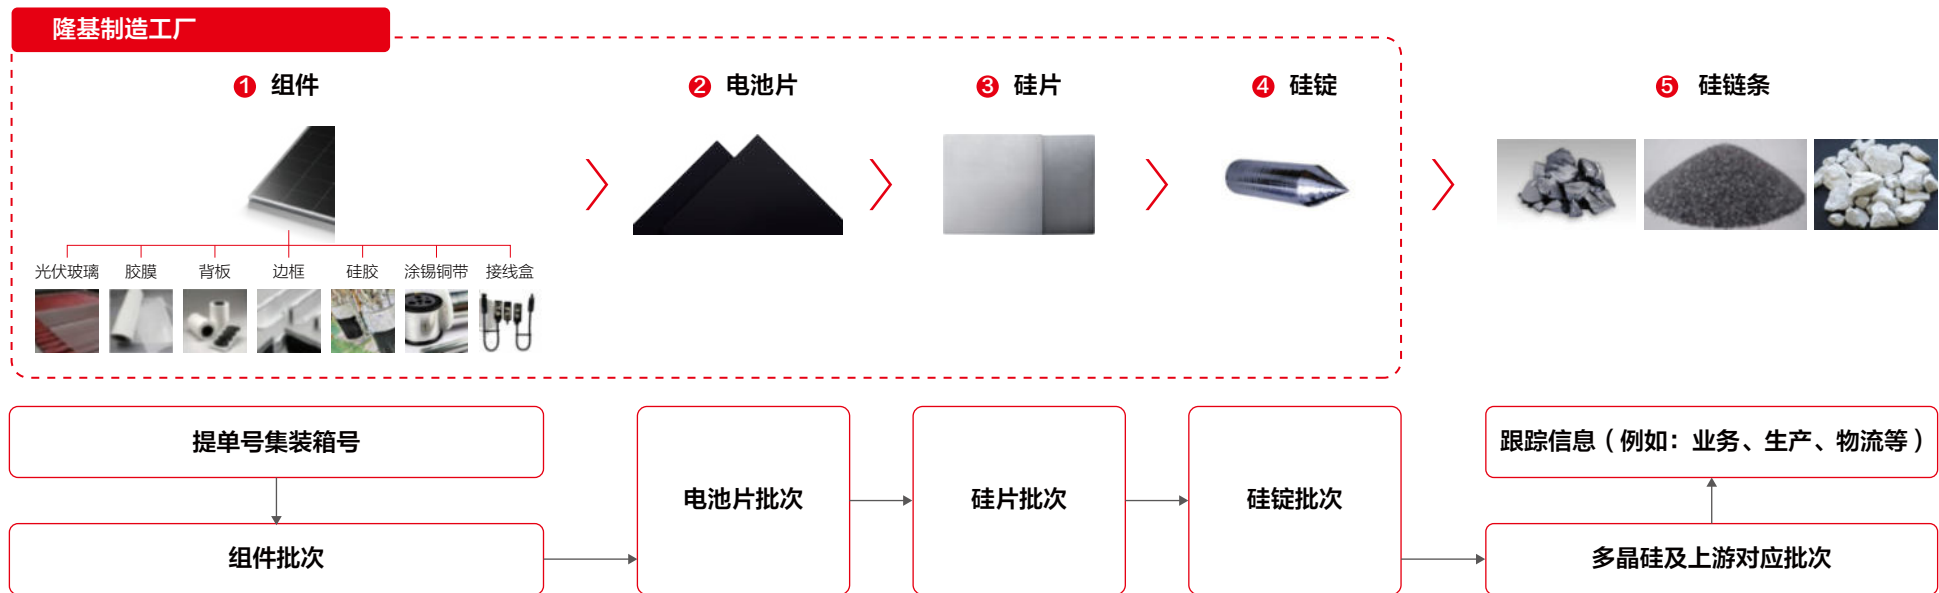 隆基制造工厂
1 组件
2 电池片
3 硅片
4 硅锭
5 硅链条
光伏玻璃 胶膜 背板 边框 硅胶 涂锡铜带 接线盒
提单号集装箱号
组件批次
电池片批次
硅片批次
硅锭批次
跟踪信息（例如：业务、生产、物流等）
多晶硅及上游对应批次